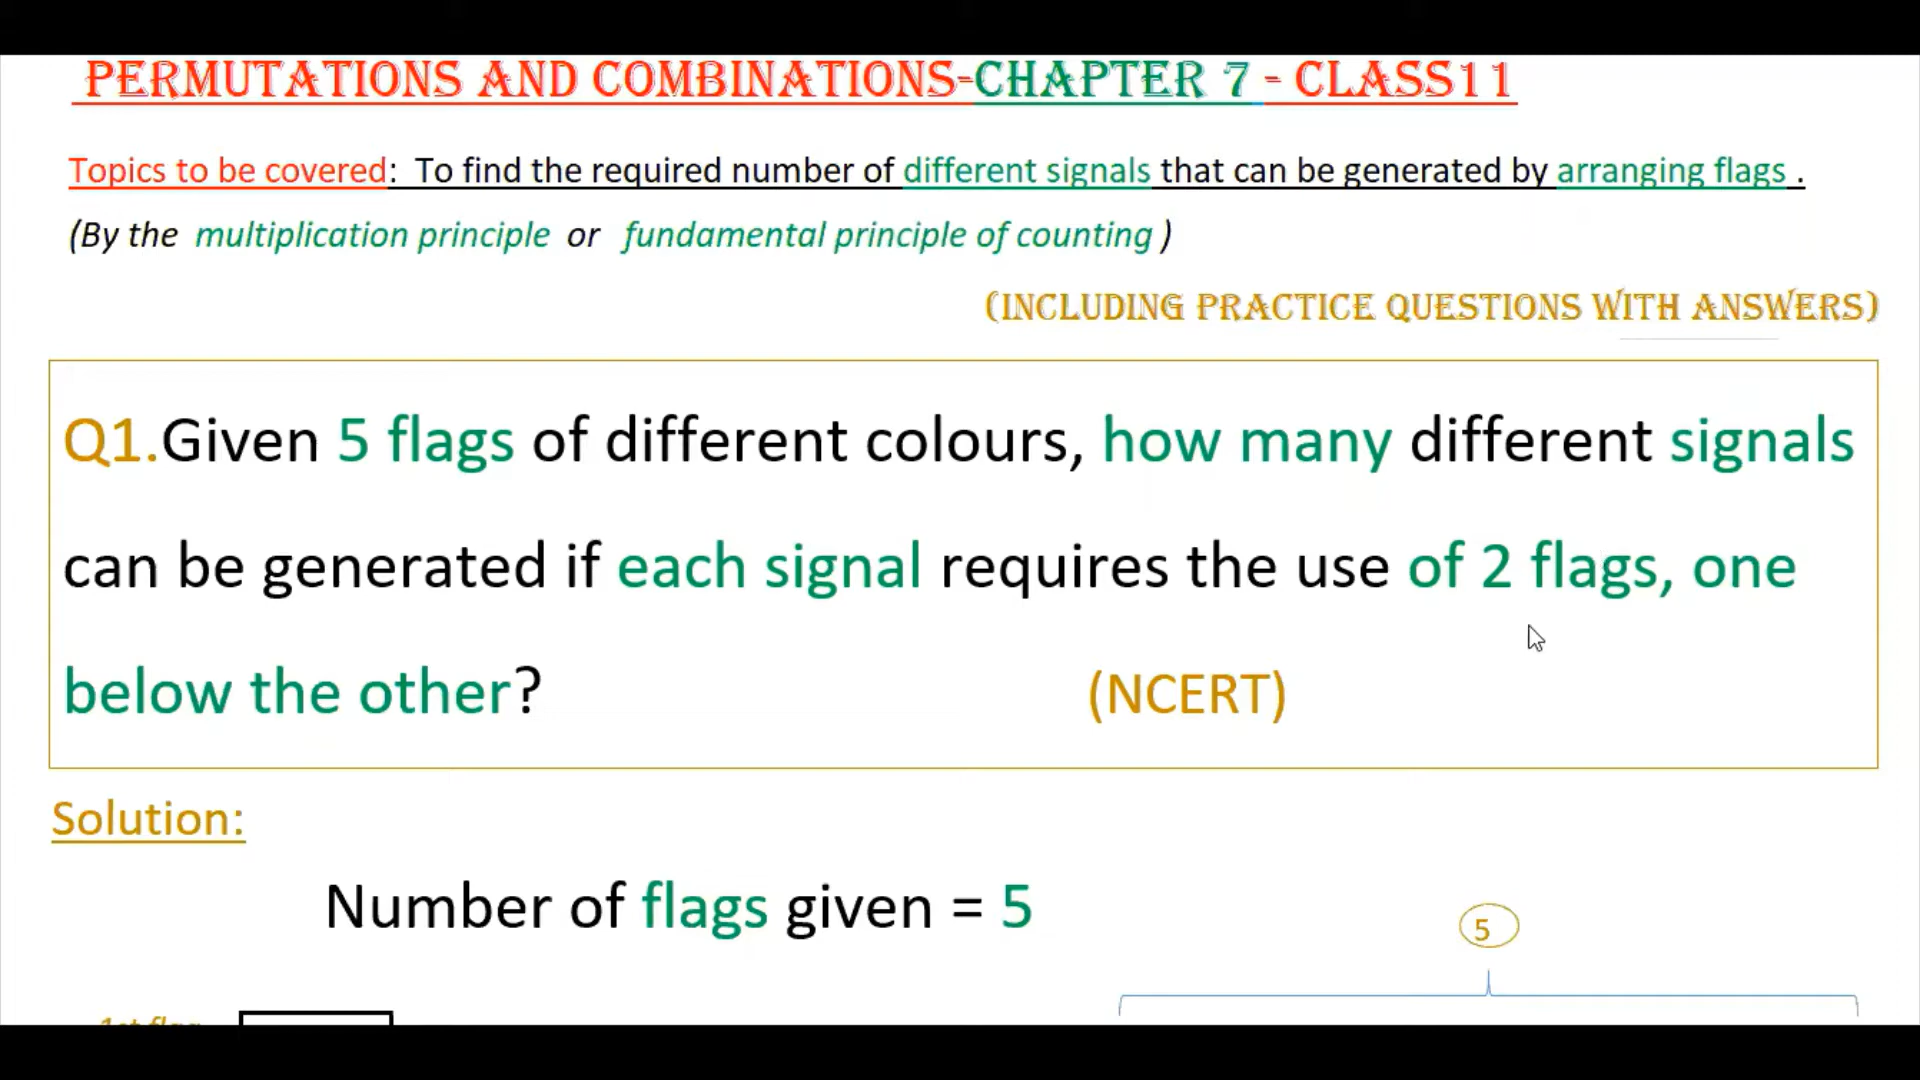 PERMUTATIONS AND COMBINATIONS-CHAPTER 7 - CLASS11
Topics to be covered: To find the required number of different signals that can be generated by arranging flags .
(By the multiplication principle or fundamental principle of counting )
(INCLUDING PRACTICE QUESTIONS WITH ANSWERS)
Q1.Given 5 flags of different colours, how many different signals
can be generated if each signal requires the use of 2 flags, one
below the other? (NCERT)
Solution:
Number of flags given = 5
5